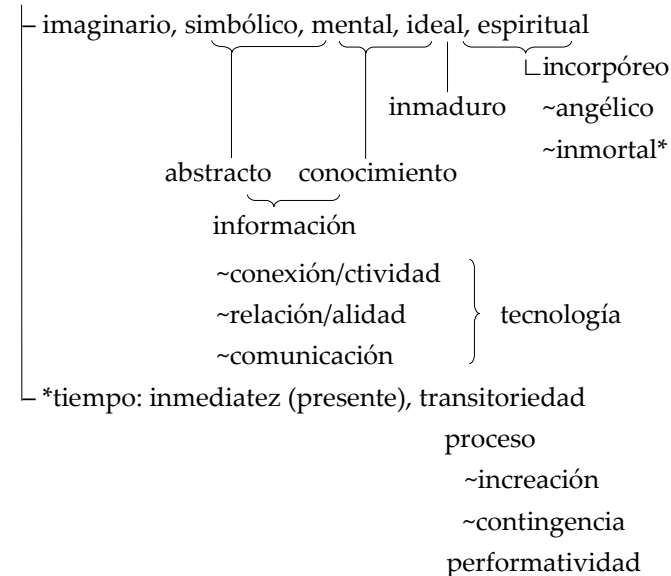 – imaginario, simbólico, mental, ideal, espiritual
incorpóreo
inmaduro ~angélico
~inmortal*
abstracto conocimiento
información
~conexión/ctividad
~relación/alidad tecnología
~comunicación
– *tiempo: inmediatez (presente), transitoriedad
proceso
~increación
~contingencia
performatividad